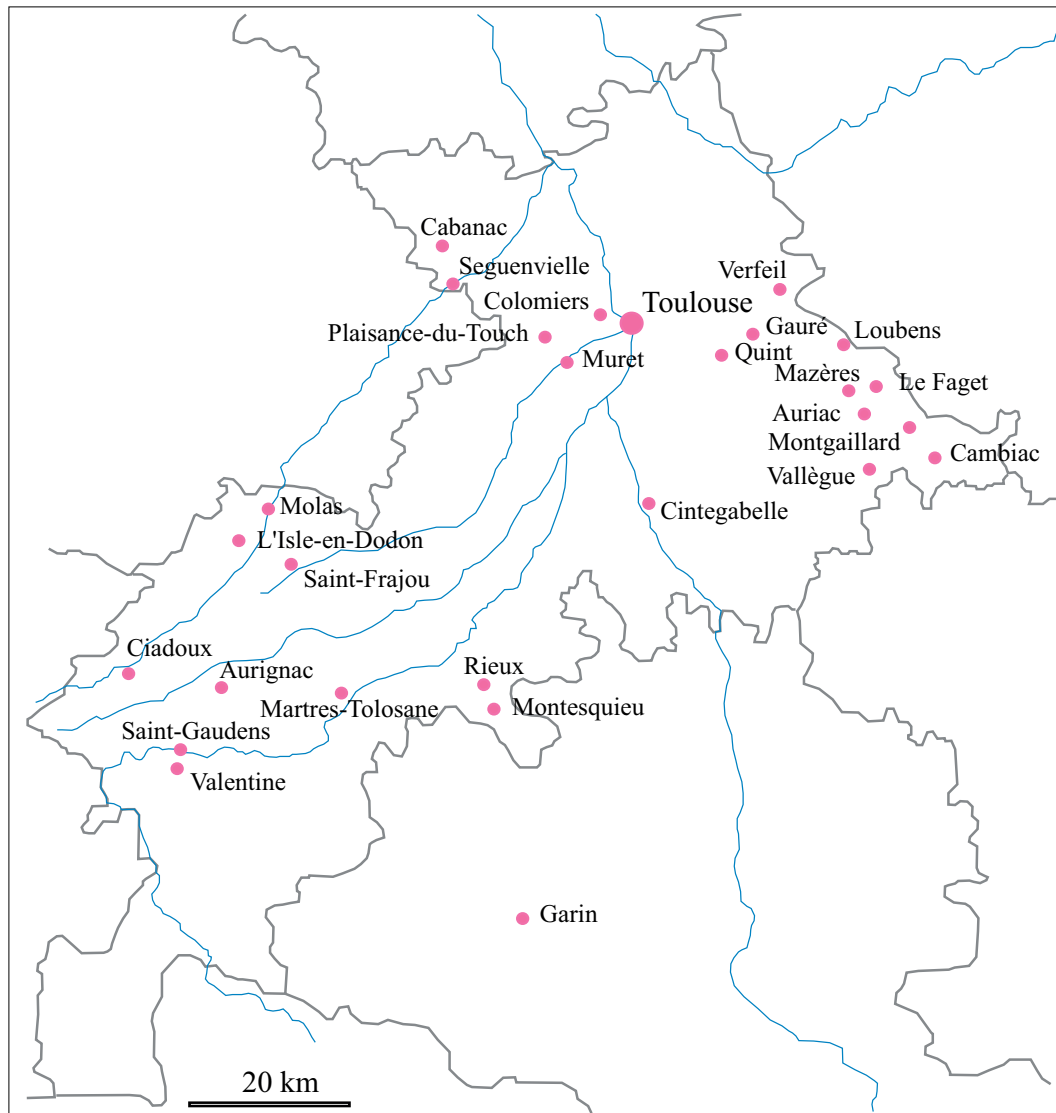 Cabanac
Seguenvielle
Verfeil
Colomiers
Toulouse
Plaisance-du-Touch
Gauré
Loubens
Muret
Quint
Mazères
Le Faget
Auriac
Montgaillard
Cambiac
Vallègue
Molas
Cintegabelle
L'Isle-en-Dodon
Saint-Frajou
Ciadoux
Aurignac
Rieux
Martres-Tolosane
Montesquieu
Saint-Gaudens
Valentine
Garin
20 km